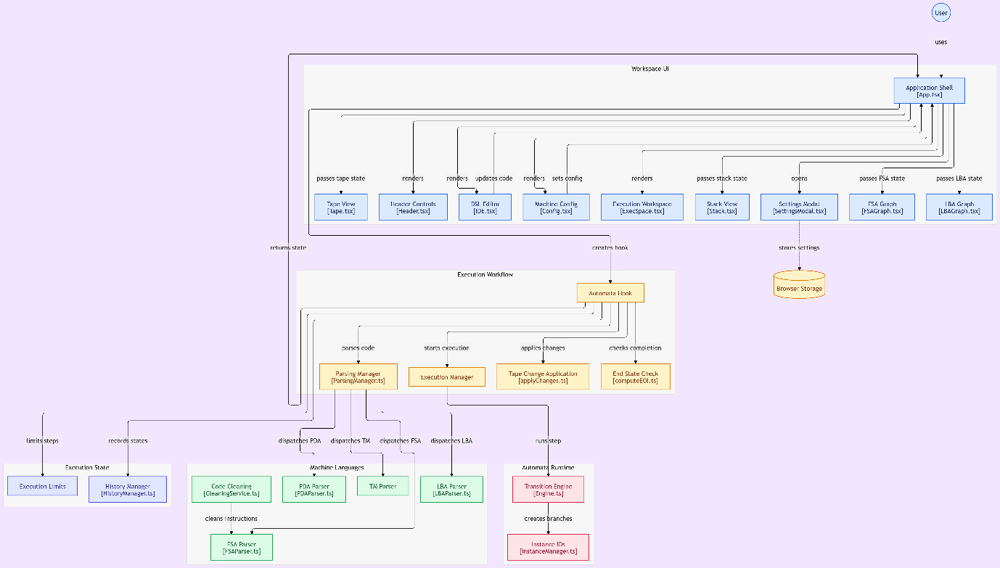 User
uses
Workspace UI
Application Shell
[App.tsx]
passes tape state
renders
renders
updates code
renders
sets config
renders
passes stack state
opens
passes FSA state
passes LBA state
Tape View
[Tape.tsx]
Header Controls
[Header.tsx]
DSL Editor
[IDE.tsx]
Machine Config
[Config.tsx]
Execution Workspace
[ExecSpace.tsx]
Stark View
[Stack.tsx]
Settings Modal
[SettingsModal.tsx]
FSA Graph
[FSAGraph.tsx]
LBA Graph
[LBAGraph.tsx]
returns state
creates hook
stores settings
Execution Workflow
Browser Storage
Automata Hook
parses code
starts execution
applies changes
checks completion
Parsing Manager
[ParsingManager.ts]
Execution Manager
Tape Change Application
[applyChanges.ts]
End State Check
[computeEOI.ts]
limits steps
records states
dispatches PDA
dispatches TM
dispatches FSA
dispatches LBA
runs step
Execution State
Machine Languages
Automata Runtime
Execution Limits
History Manager
[HistoryManager.ts]
Code Cleaning
[CleaningService.ts]
PDA Parser
[PDAParser.ts]
TM Parser
LBA Parser
[LBAParser.ts]
Transition Engine
[Engine.ts]
cleans instructions
creates branches
FSA Parser
[FSAParser.ts]
Instance IDs
[InstanceManager.ts]